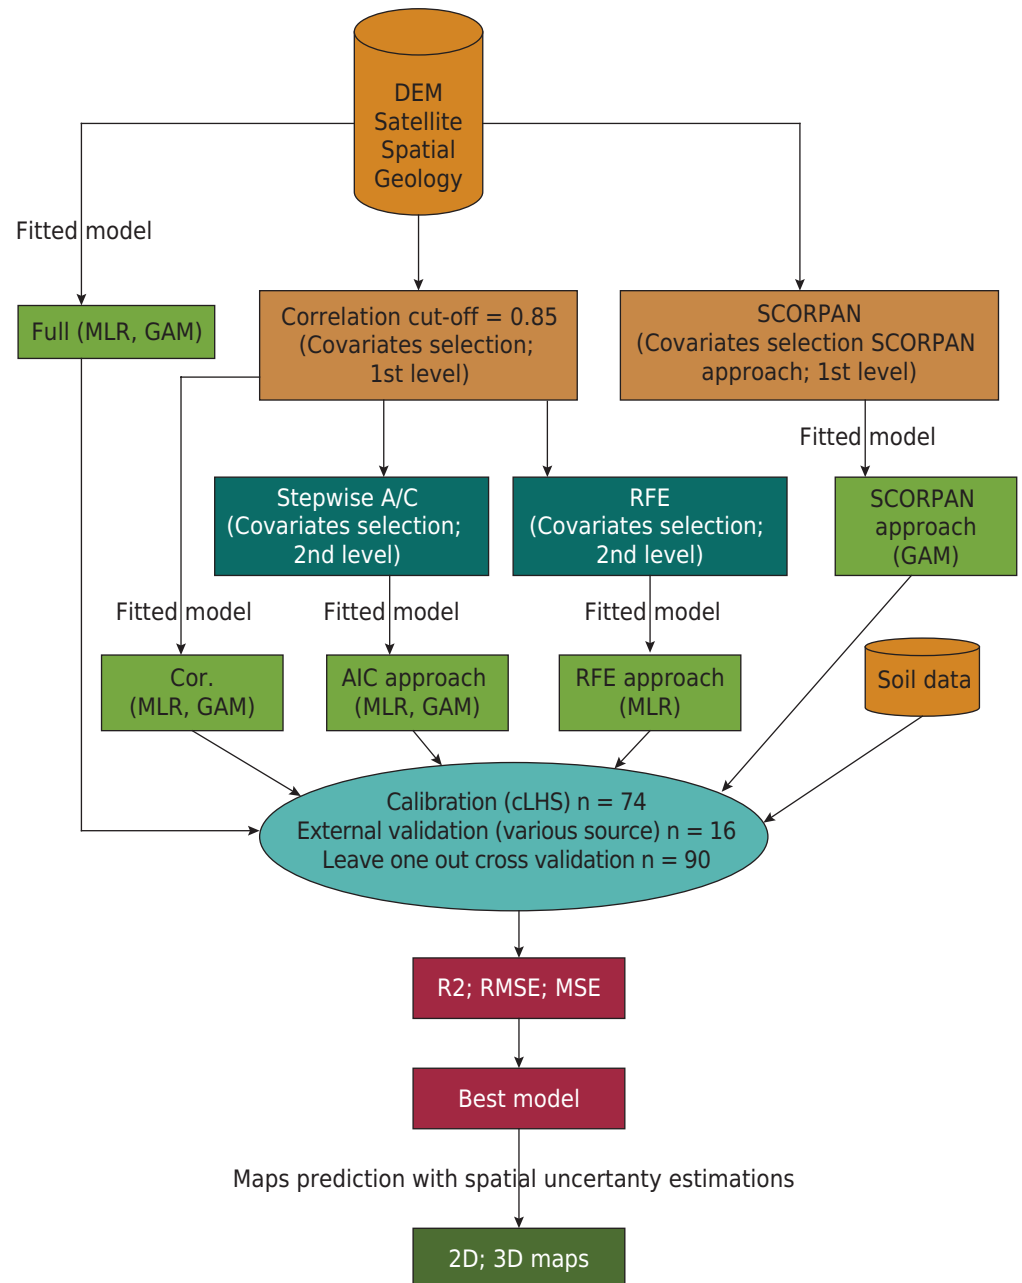 DEM
Satellite
Spatial
Geology
Fitted model
Full (MLR, GAM)
Correlation cut-off = 0.85
(Covariates selection;
1st level)
SCORPAN
(Covariates selection SCORPAN
approach; 1st level)
Fitted model
Stepwise A/C
(Covariates selection;
2nd level)
RFE
(Covariates selection;
2nd level)
SCORPAN
approach
(GAM)
Fitted model
Fitted model
Fitted model
Cor.
(MLR, GAM)
AIC approach
(MLR, GAM)
RFE approach
(MLR)
Soil data
Calibration (cLHS) n = 74
External validation (various source) n = 16
Leave one out cross validation n = 90
R2; RMSE; MSE
Best model
Maps prediction with spatial uncertanty estimations
2D; 3D maps